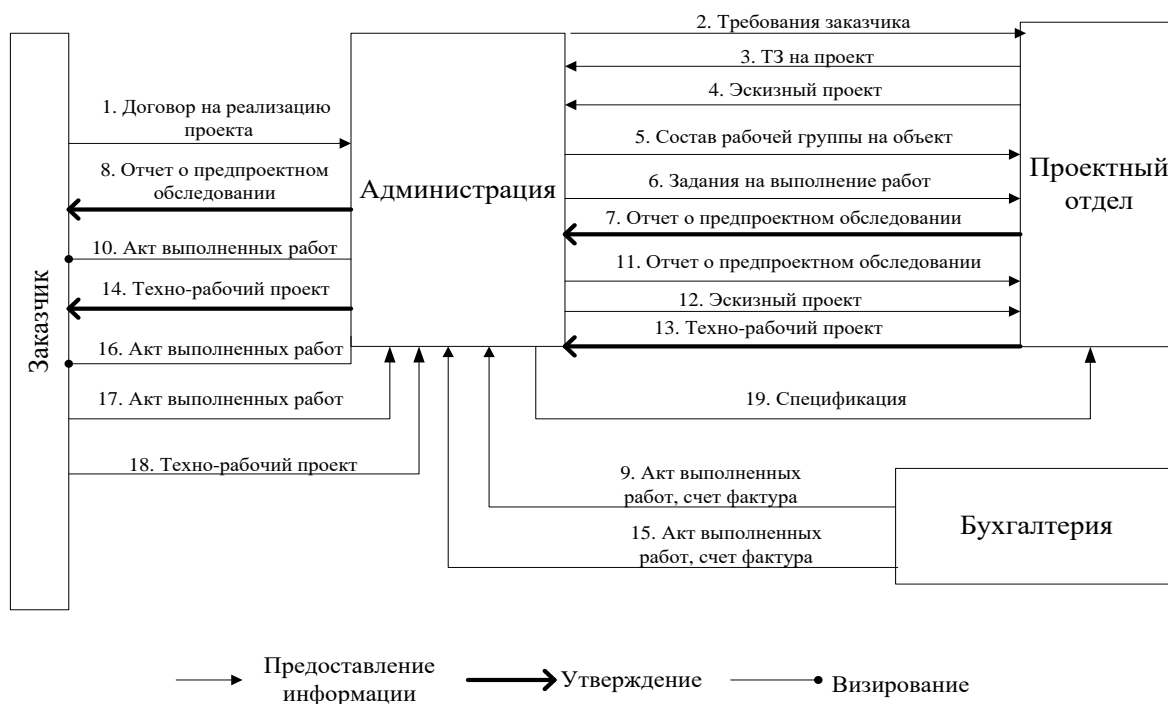 2. Требования заказчика
3. ТЗ на проект
4. Эскизный проект
1. Договор на реализацию
проекта
5. Состав рабочей группы на объект
8. Отчет о предпроектном
обследовании
6. Задания на выполнение работ
Администрация
Проектный
отдел
7. Отчет о предпроектном обследовании
10. Акт выполненных работ
11. Отчет о предпроектном обследовании
14. Техно-рабочий проект
12. Эскизный проект
13. Техно-рабочий проект
Заказчик
16. Акт выполненных работ
17. Акт выполненных работ
19. Спецификация
18. Техно-рабочий проект
9. Акт выполненных
работ, счет фактура
15. Акт выполненных
работ, счет фактура
Бухгалтерия
Предоставление
информации
Утверждение
Визирование